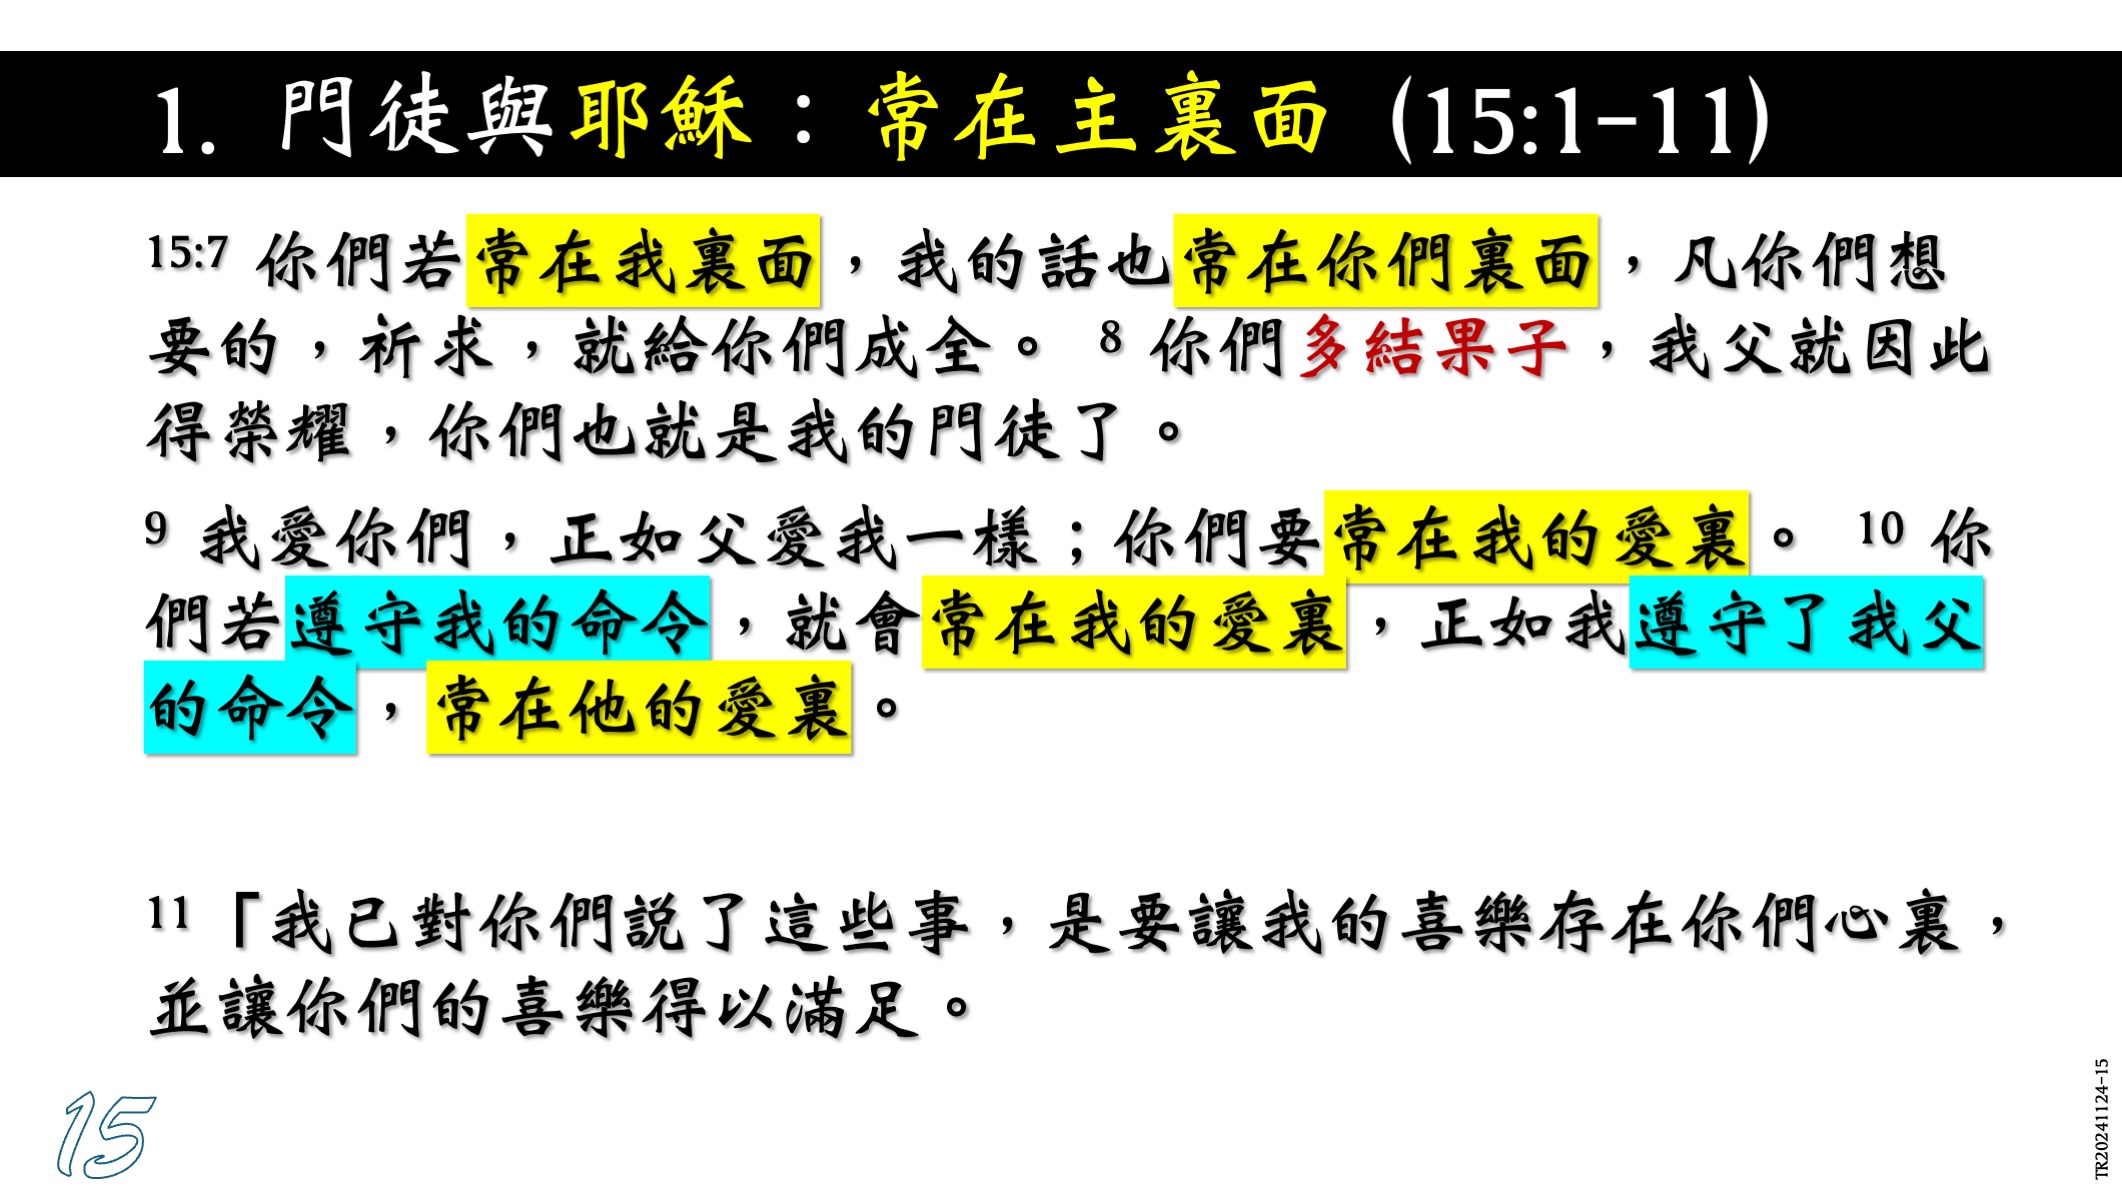 1. 門徒與耶穌：常在主裏面 (15:1-11)
15:7 你們若常在我裏面，我的話也常在你們裏面，凡你們想
要的，祈求，就給你們成全。 8 你們多結果子，我父就因此
得榮耀，你們也就是我的門徒了。
9 我愛你們，正如父愛我一樣；你們要常在我的愛裏。 10 你
們若遵守我的命令，就會常在我的愛裏，正如我遵守了我父
的命令，常在他的愛裏。
11「我已對你們説了這些事，是要讓我的喜樂存在你們心裏，
並讓你們的喜樂得以滿足。
15
TR20241124-15